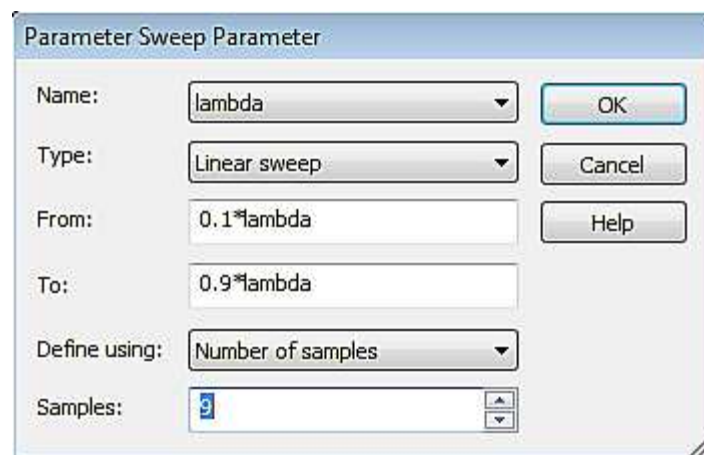 Parameter Sweep Parameter
Name: lambda OK
Type: Linear sweep Cancel
From: 0.1*lambda Help
To: 0.9*lambda
Define using: Number of samples
Samples: 9